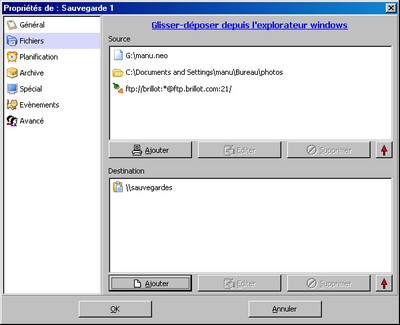 Propriétés de : Sauvegarde 1
Général
Fichiers
Planification
Archive
Spécial
Evènements
Avancé
Glisser-déposer depuis l'explorateur windows
Source
G:\manu.neo
C:\Documents and Settings\manu\Bureau\photos
ftp://brillot:*@ftp.brillot.com:21/
Ajouter
Editer
Supprimer
Destination
\\sauvegardes
Ajouter
Editer
Supprimer
OK
Annuler